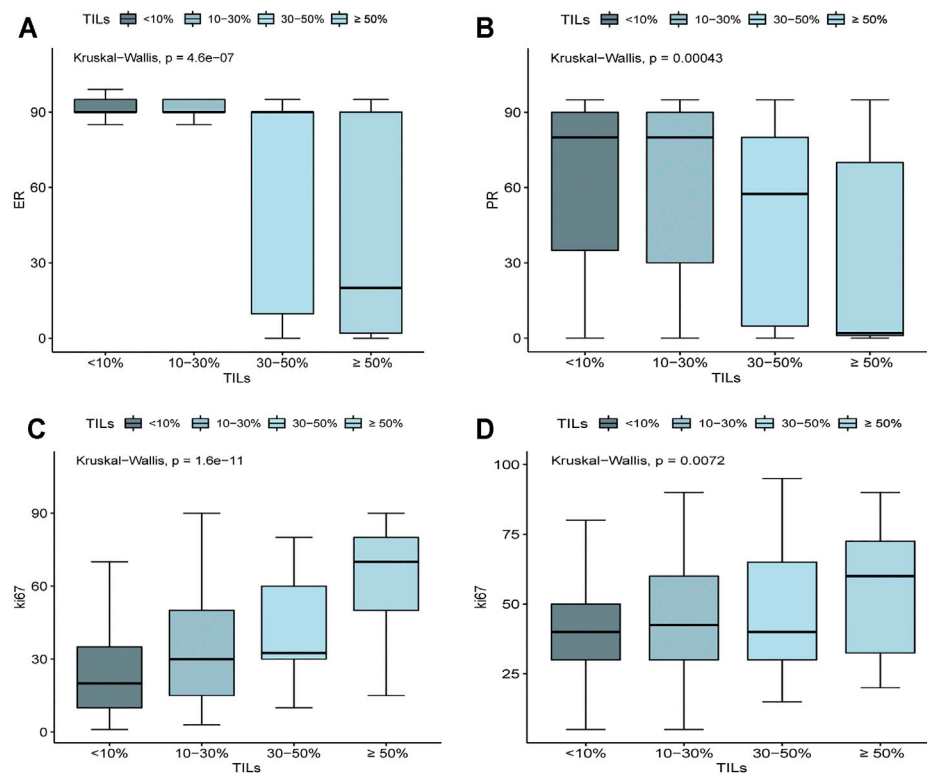 A
TILs <10% 10−30% 30−50% ≥ 50%
Kruskal−Wallis, p = 4.6e−07
90
60
30
0
ER
<10% 10−30% 30−50% ≥ 50%
TILs
B
TILs <10% 10−30% 30−50% ≥ 50%
Kruskal−Wallis, p = 0.00043
90
60
30
0
PR
<10% 10−30% 30−50% ≥ 50%
TILs
C
TILs <10% 10−30% 30−50% ≥ 50%
Kruskal−Wallis, p = 1.6e−11
90
60
30
0
ki67
<10% 10−30% 30−50% ≥ 50%
TILs
D
TILs <10% 10−30% 30−50% ≥ 50%
Kruskal−Wallis, p = 0.0072
100
75
50
25
ki67
<10% 10−30% 30−50% ≥ 50%
TILs